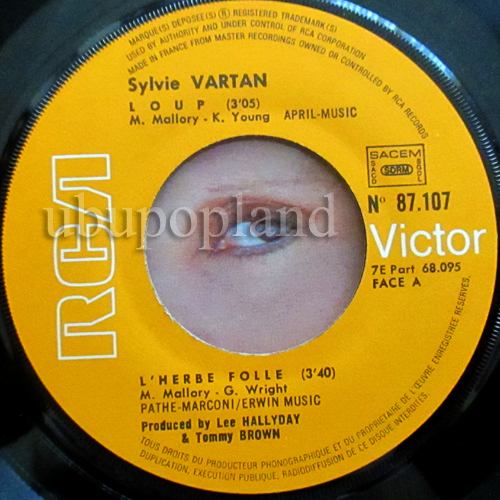 MARQUE(S) DEPOSEE(S) ® REGISTERED TRADEMARK(S)
USED BY AUTHORITY AND UNDER CONTROL OF RCA CORPORATION.
MADE IN FRANCE FROM MASTER RECORDINGS OWNED OR CONTROLLED BY RCA RECORDS
Sylvie VARTAN
LOUP (3'05)
M. Mallory - K. Young APRIL-MUSIC
SACEM
SACD SDRM SGDL
N° 87.107
RCA Victor
7E Part 68.095
FACE A
ubupopland
L'HERBE FOLLE (3'40)
M. Mallory - G. Wright
PATHE-MARCONI/ERWIN MUSIC
Produced by Lee HALLYDAY
& Tommy BROWN
TOUS DROITS DU PRODUCTEUR PHONOGRAPHIQUE ET DU PROPRIETAIRE DE L'ŒUVRE ENREGISTREE RESERVES.
DUPLICATION, EXECUTION PUBLIQUE, RADIODIFFUSION DE CE DISQUE INTERDITES.